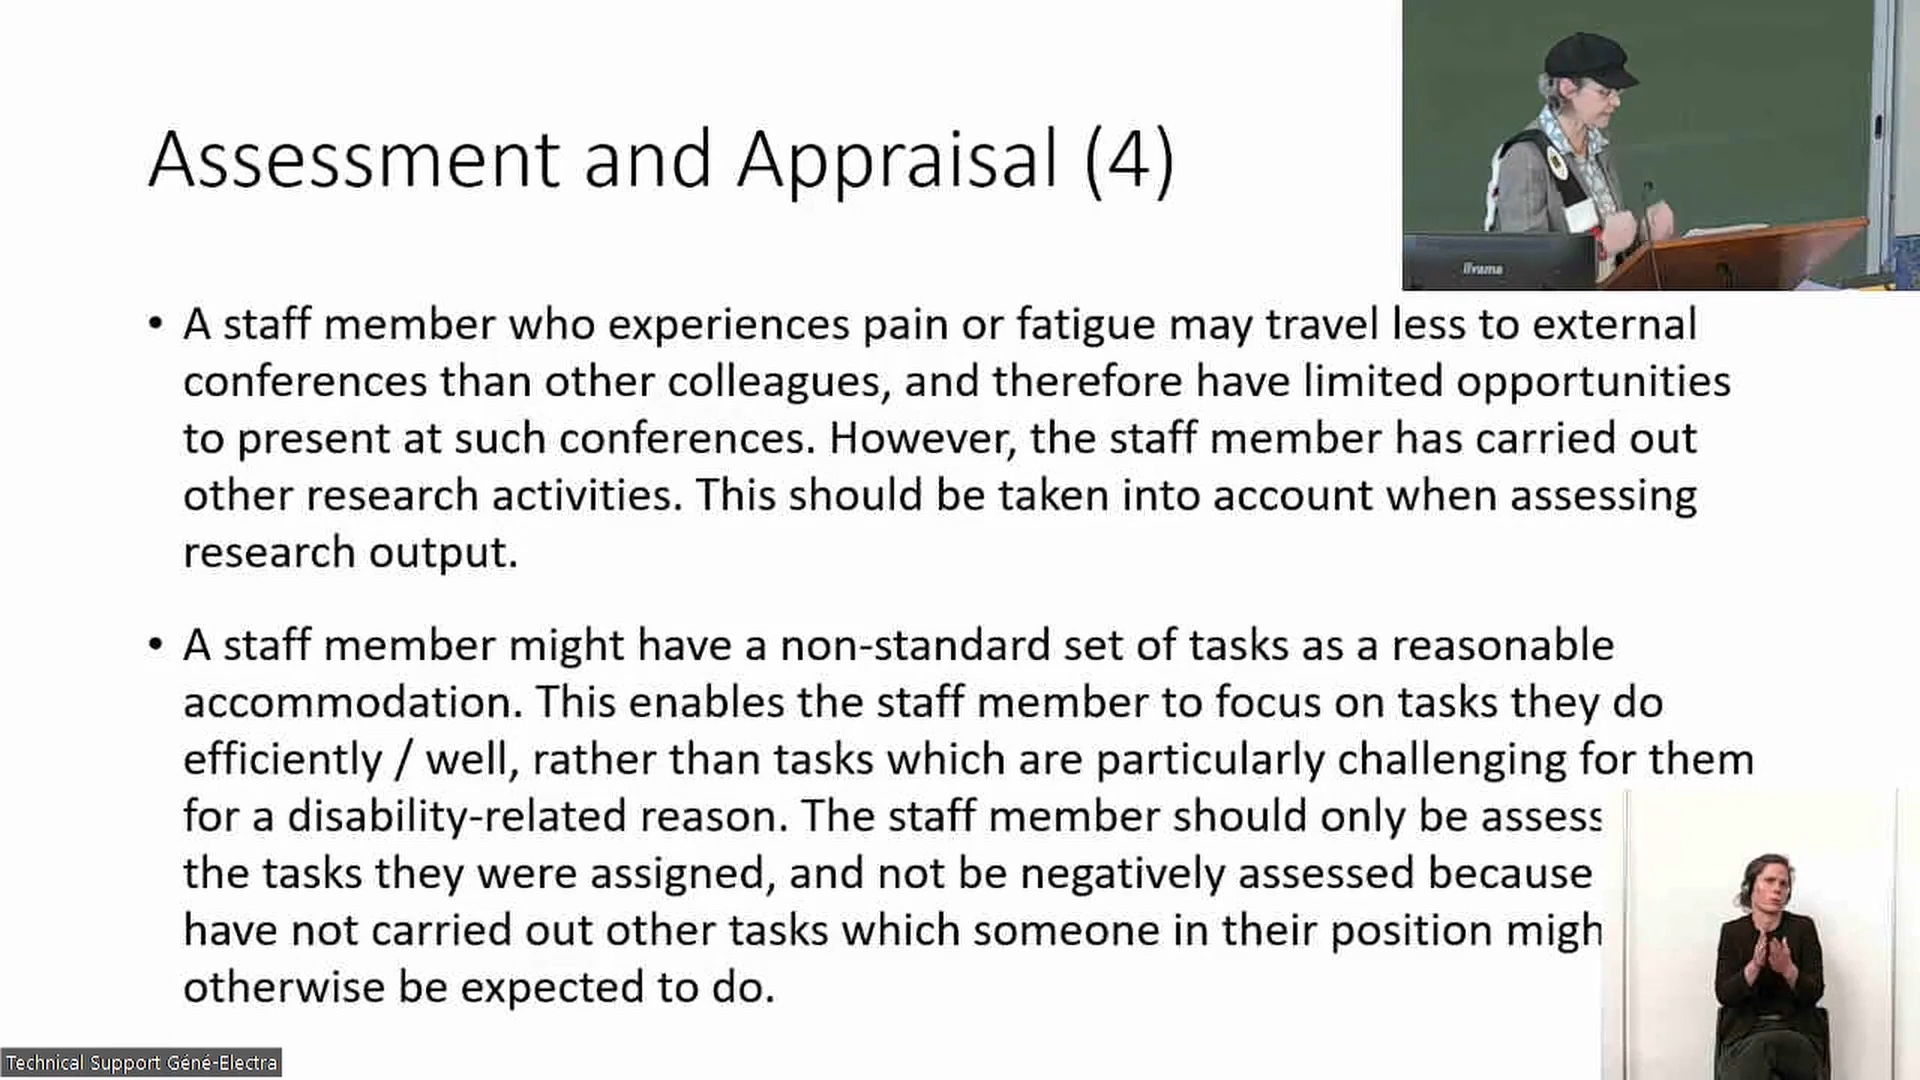 Assessment and Appraisal (4)
iiyama
• A staff member who experiences pain or fatigue may travel less to external
conferences than other colleagues, and therefore have limited opportunities
to present at such conferences. However, the staff member has carried out
other research activities. This should be taken into account when assessing
research output.
• A staff member might have a non-standard set of tasks as a reasonable
accommodation. This enables the staff member to focus on tasks they do
efficiently / well, rather than tasks which are particularly challenging for them
for a disability-related reason. The staff member should only be assess
the tasks they were assigned, and not be negatively assessed because
have not carried out other tasks which someone in their position migh
otherwise be expected to do.
Technical Support Géné-Electra